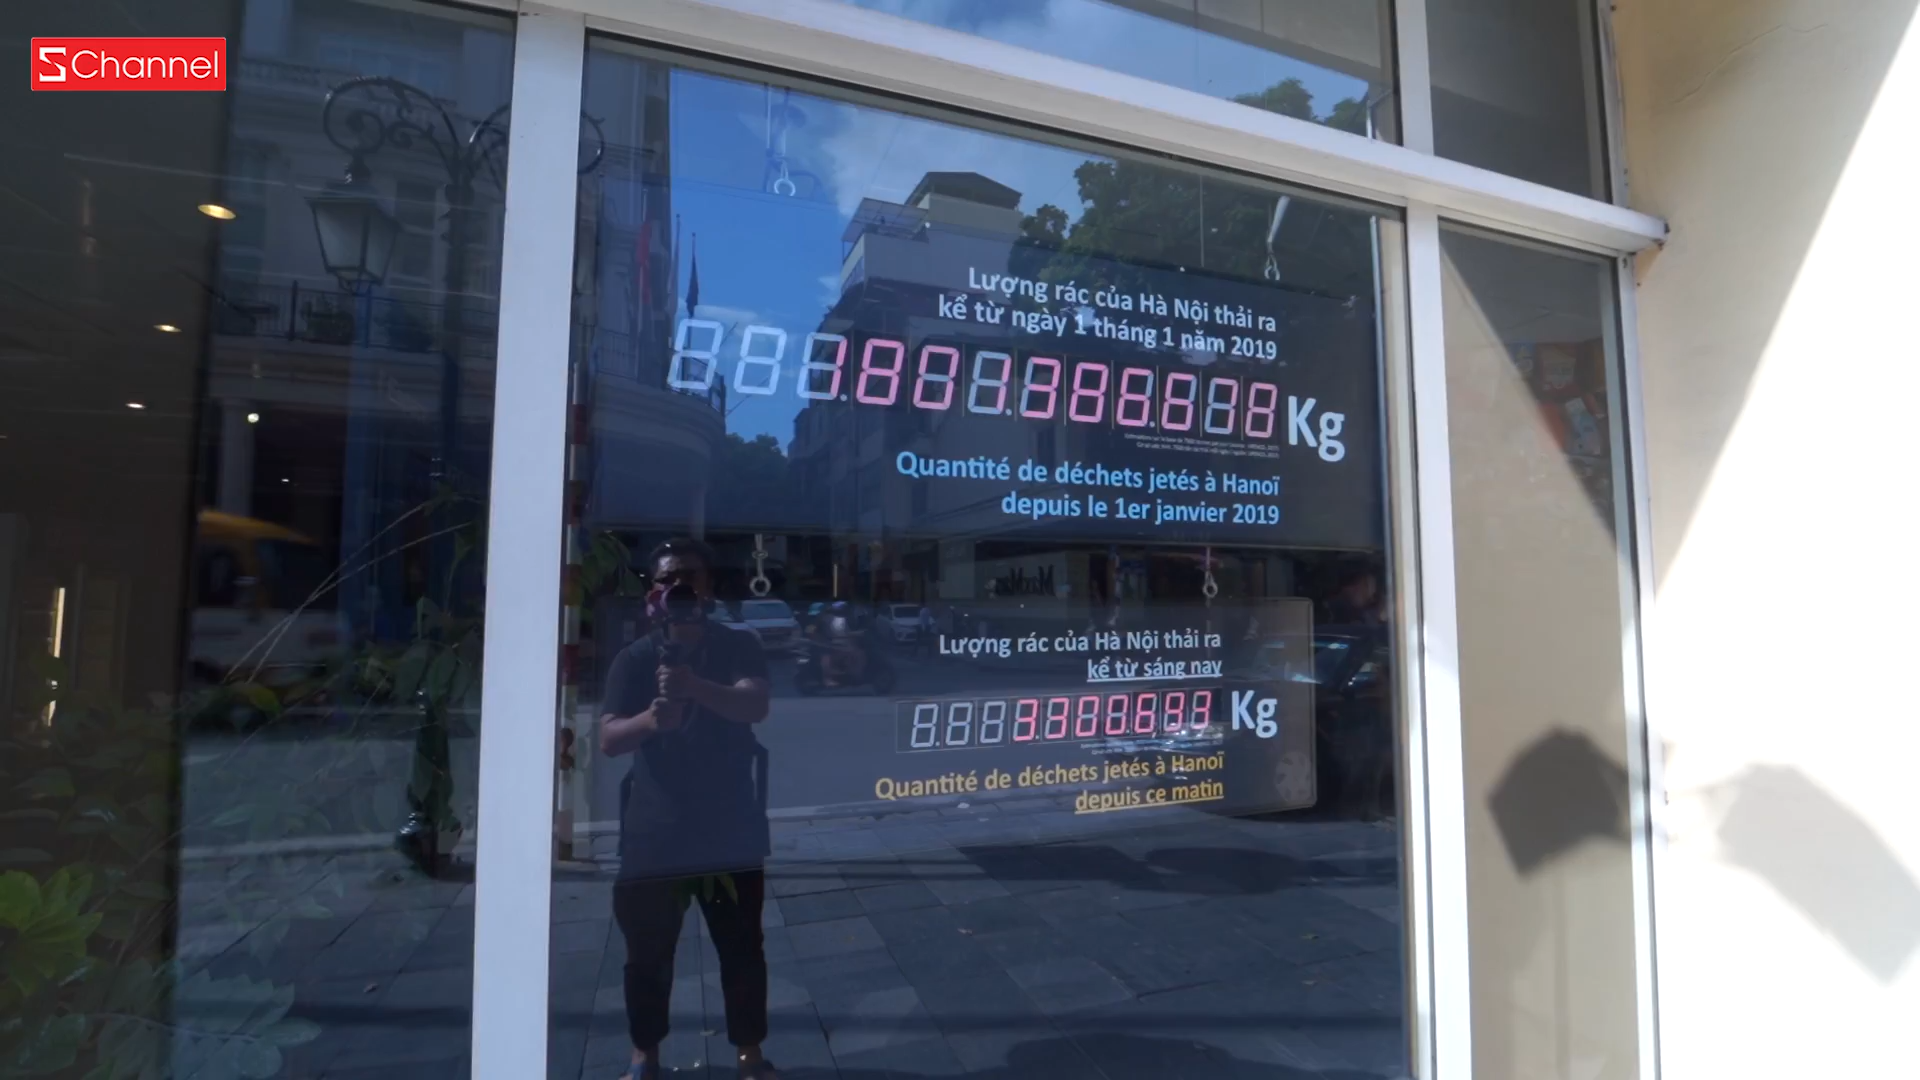 S Channel
Lượng rác của Hà Nội thải ra
kể từ ngày 1 tháng 1 năm 2019
Kg
Quantité de déchets jetés à Hanoï
depuis le 1er janvier 2019
Lượng rác của Hà Nội thải ra
kể từ sáng nay
Kg
Quantité de déchets jetés à Hanoï
depuis ce matin